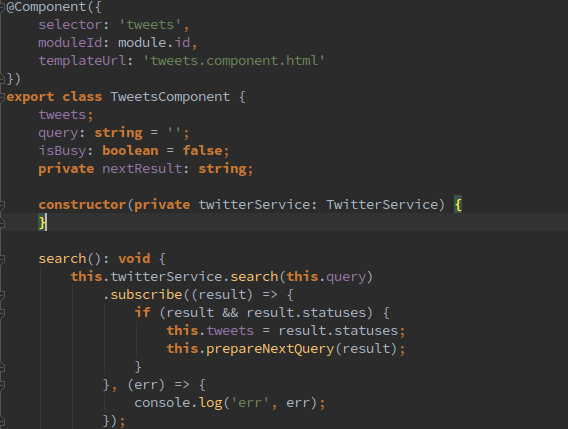 @Component({
    selector: 'tweets',
    moduleId: module.id,
    templateUrl: 'tweets.component.html'
})
export class TweetsComponent {
    tweets;
    query: string = '';
    isBusy: boolean = false;
    private nextResult: string;

    constructor(private twitterService: TwitterService) {
    }

    search(): void {
        this.twitterService.search(this.query)
            .subscribe((result) => {
                if (result && result.statuses) {
                    this.tweets = result.statuses;
                    this.prepareNextQuery(result);
                }
            }, (err) => {
                console.log('err', err);
            });